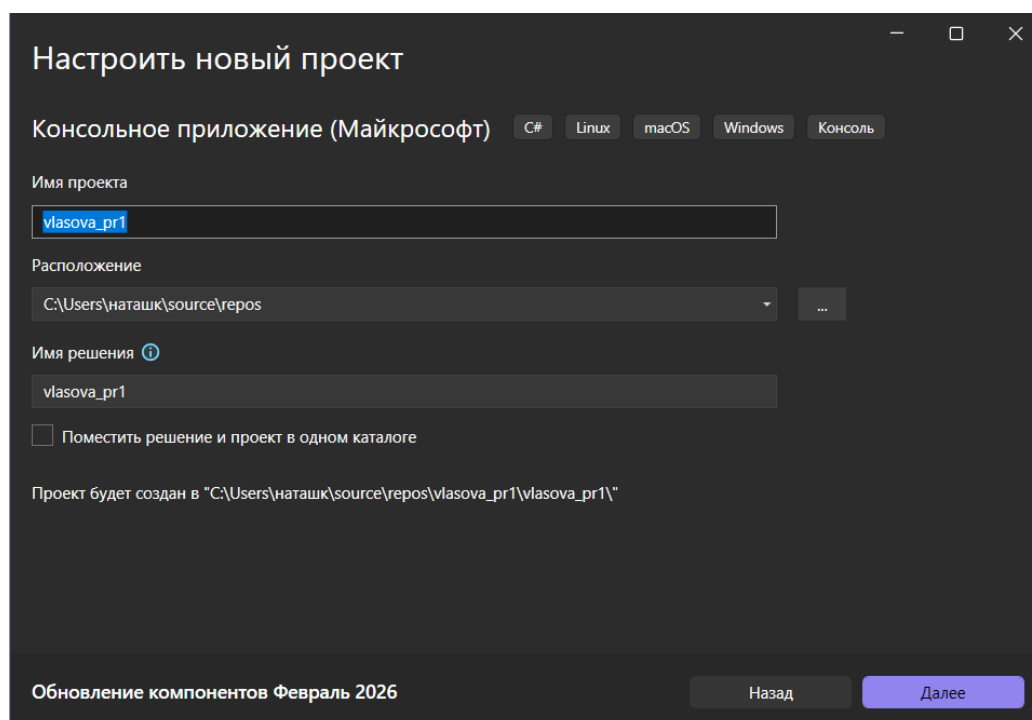 Настроить новый проект
Консольное приложение (Майкрософт) C# Linux macOS Windows Консоль
Имя проекта
vlasova_pr1
Расположение
C:\Users\наташк\source\repos
...
Имя решения
vlasova_pr1
Поместить решение и проект в одном каталоге
Проект будет создан в "C:\Users\наташк\source\repos\vlasova_pr1\vlasova_pr1\"
Обновление компонентов Февраль 2026
Назад
Далее